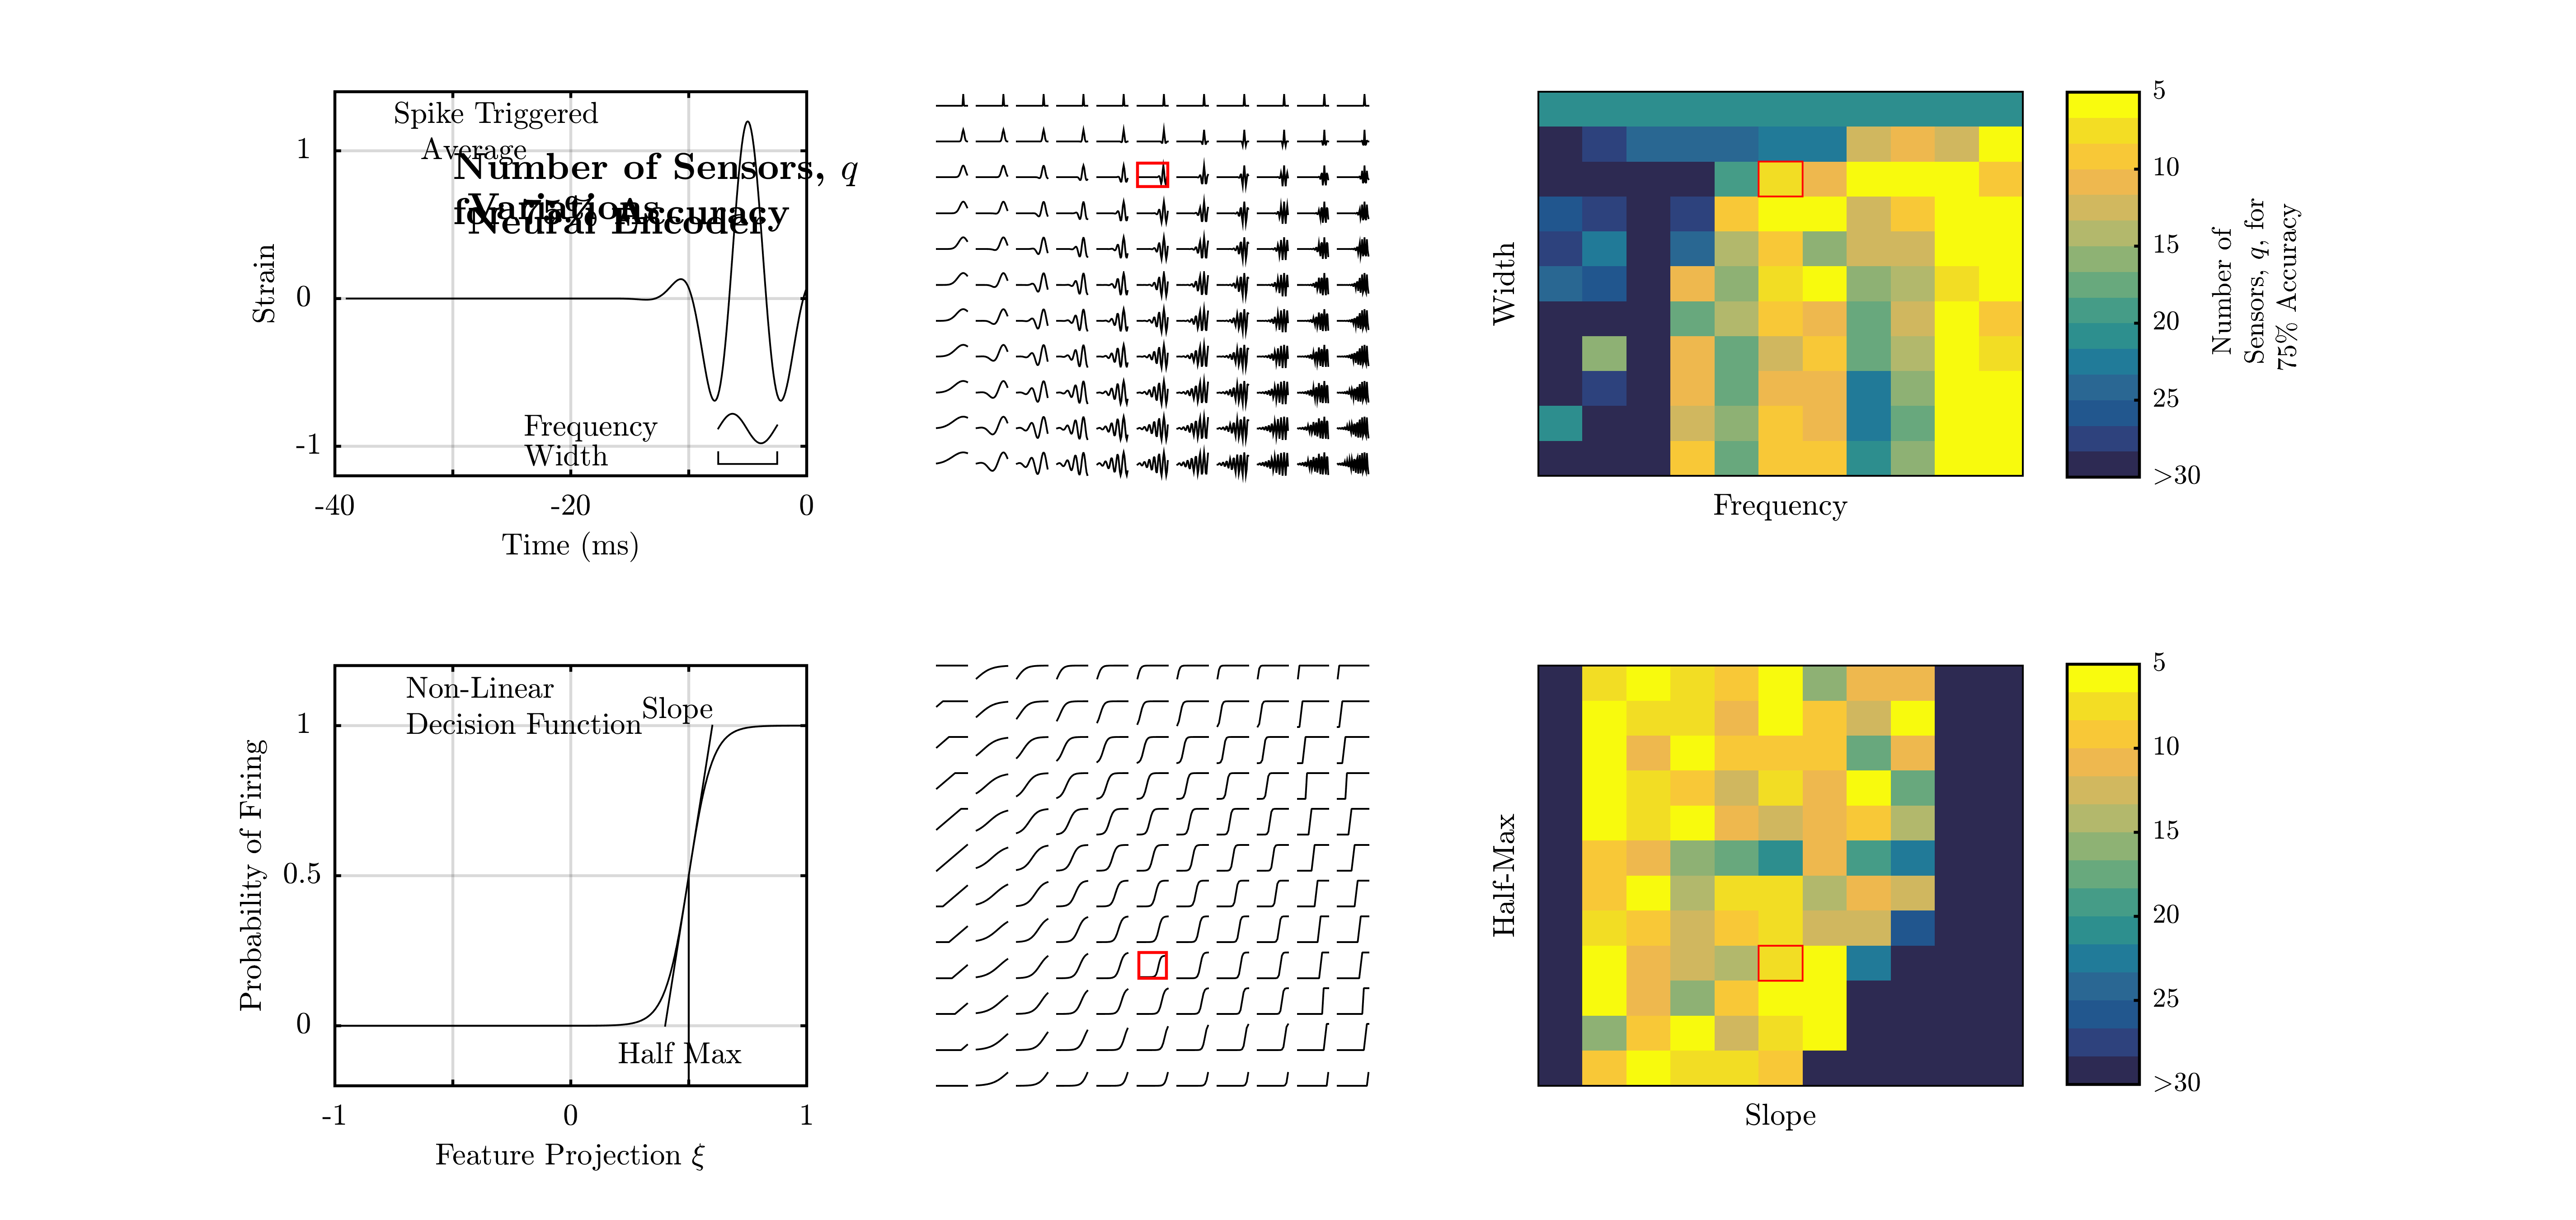 Spike Triggered
Average
Number of Sensors, q
for 75% Accuracy
Variations
Neural Encoder
Strain
1
0
-1
Frequency
Width
-40
-20
0
Time (ms)
Width
Frequency
5
10
15
20
25
>30
Number of
Sensors, q, for
75% Accuracy
Non-Linear
Decision Function
Slope
Probability of Firing
1
0.5
0
Half Max
-1
0
1
Feature Projection ξ
Half-Max
Slope
5
10
15
20
25
>30